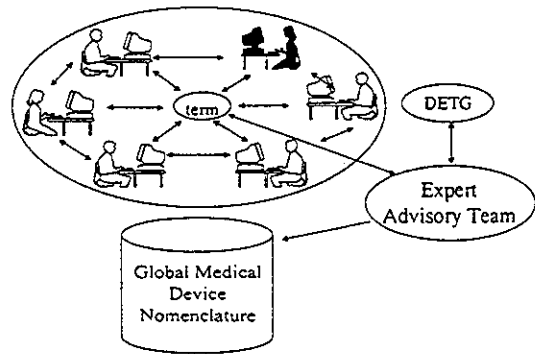 term
DETG
Expert
Advisory Team
Global Medical
Device
Nomenclature